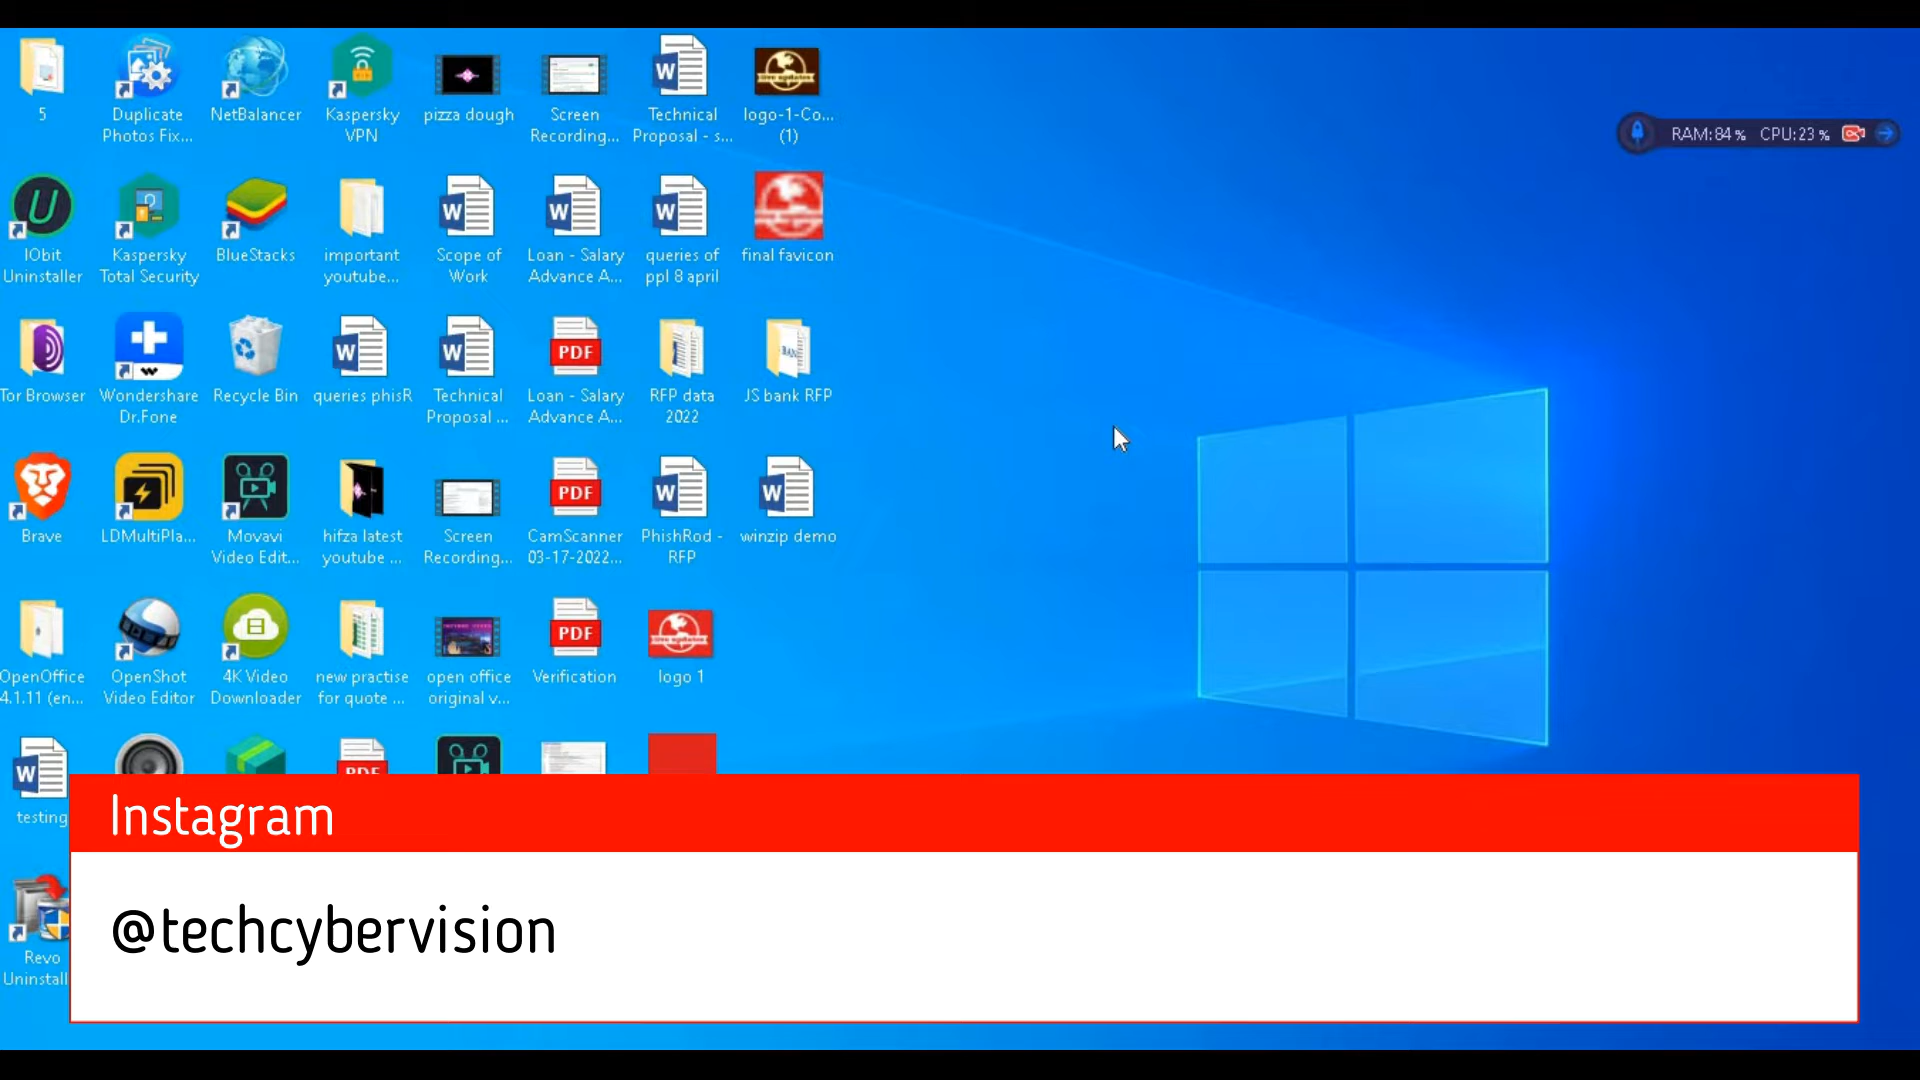 5
Duplicate
Photos Fix...
NetBalancer
Kaspersky
VPN
pizza dough
Screen
Recording...
Technical
Proposal - s...
logo-1-Co...
(1)
RAM:84% CPU:23%
IObit
Uninstaller
Kaspersky
Total Security
BlueStacks
important
youtube...
Scope of
Work
Loan - Salary
Advance A...
queries of
ppl 8 april
final favicon
Tor Browser
Wondershare
Dr.Fone
Recycle Bin
queries phisR
Technical
Proposal ...
PDF
Loan - Salary
Advance A...
RFP data
2022
JS bank RFP
Brave
LDMultiPla...
Movavi
Video Edit...
hifza latest
youtube ...
Screen
Recording...
PDF
CamScanner
03-17-2022...
PhishRod -
RFP
winzip demo
OpenOffice
4.1.11 (en...
OpenShot
Video Editor
4K Video
Downloader
new practise
for quote ...
open office
original v...
PDF
Verification
logo 1
testing
PDF
Revo
Uninstall
Instagram
@techcybervision